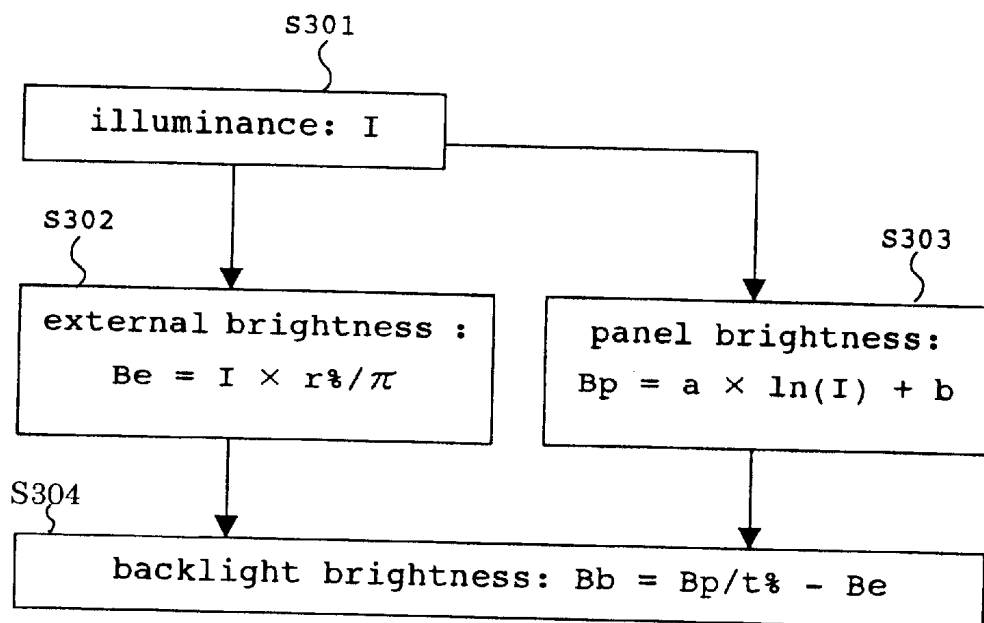 S301
illuminance: I
S302
external brightness :
Be = I × r%/π
S303
panel brightness:
Bp = a × ln(I) + b
S304
backlight brightness: Bb = Bp/t% - Be